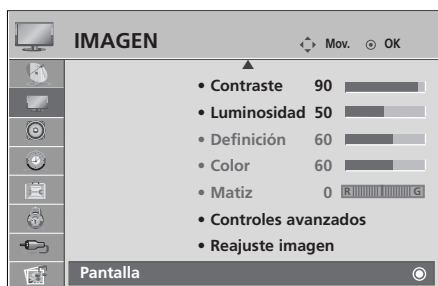 IMAGEN Mov. OK
• Contraste 90
• Luminosidad 50
• Definición 60
• Color 60
• Matiz 0 R G
• Controles avanzados
• Reajuste imagen
Pantalla